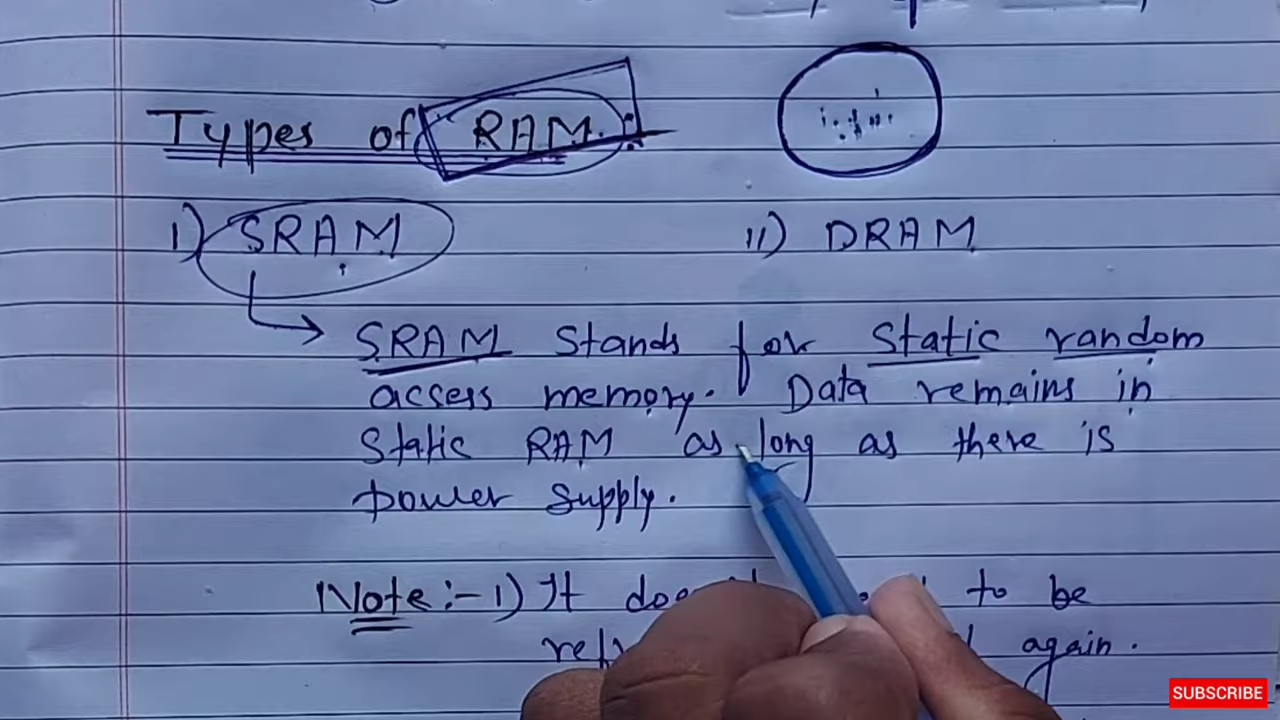 Types of RAM :
i) SRAM
ii) DRAM
SRAM stands for static random
access memory. Data remains in
static RAM as long as there is
power supply.
Note :- 1) It to be
again.
SUBSCRIBE